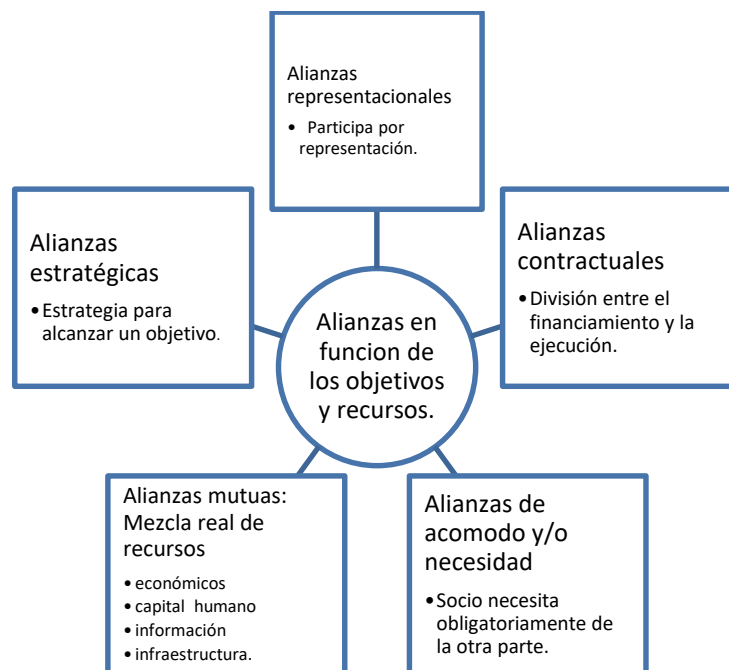 Alianzas
representacionales
• Participa por
representación.
Alianzas
estratégicas
• Estrategia para
alcanzar un objetivo.
Alianzas
contractuales
• División entre el
financiamiento y la
ejecución.
Alianzas en
funcion de
los objetivos
y recursos.
Alianzas mutuas:
Mezcla real de
recursos
• económicos
• capital humano
• información
• infraestructura.
Alianzas de
acomodo y/o
necesidad
• Socio necesita
obligatoriamente de
la otra parte.